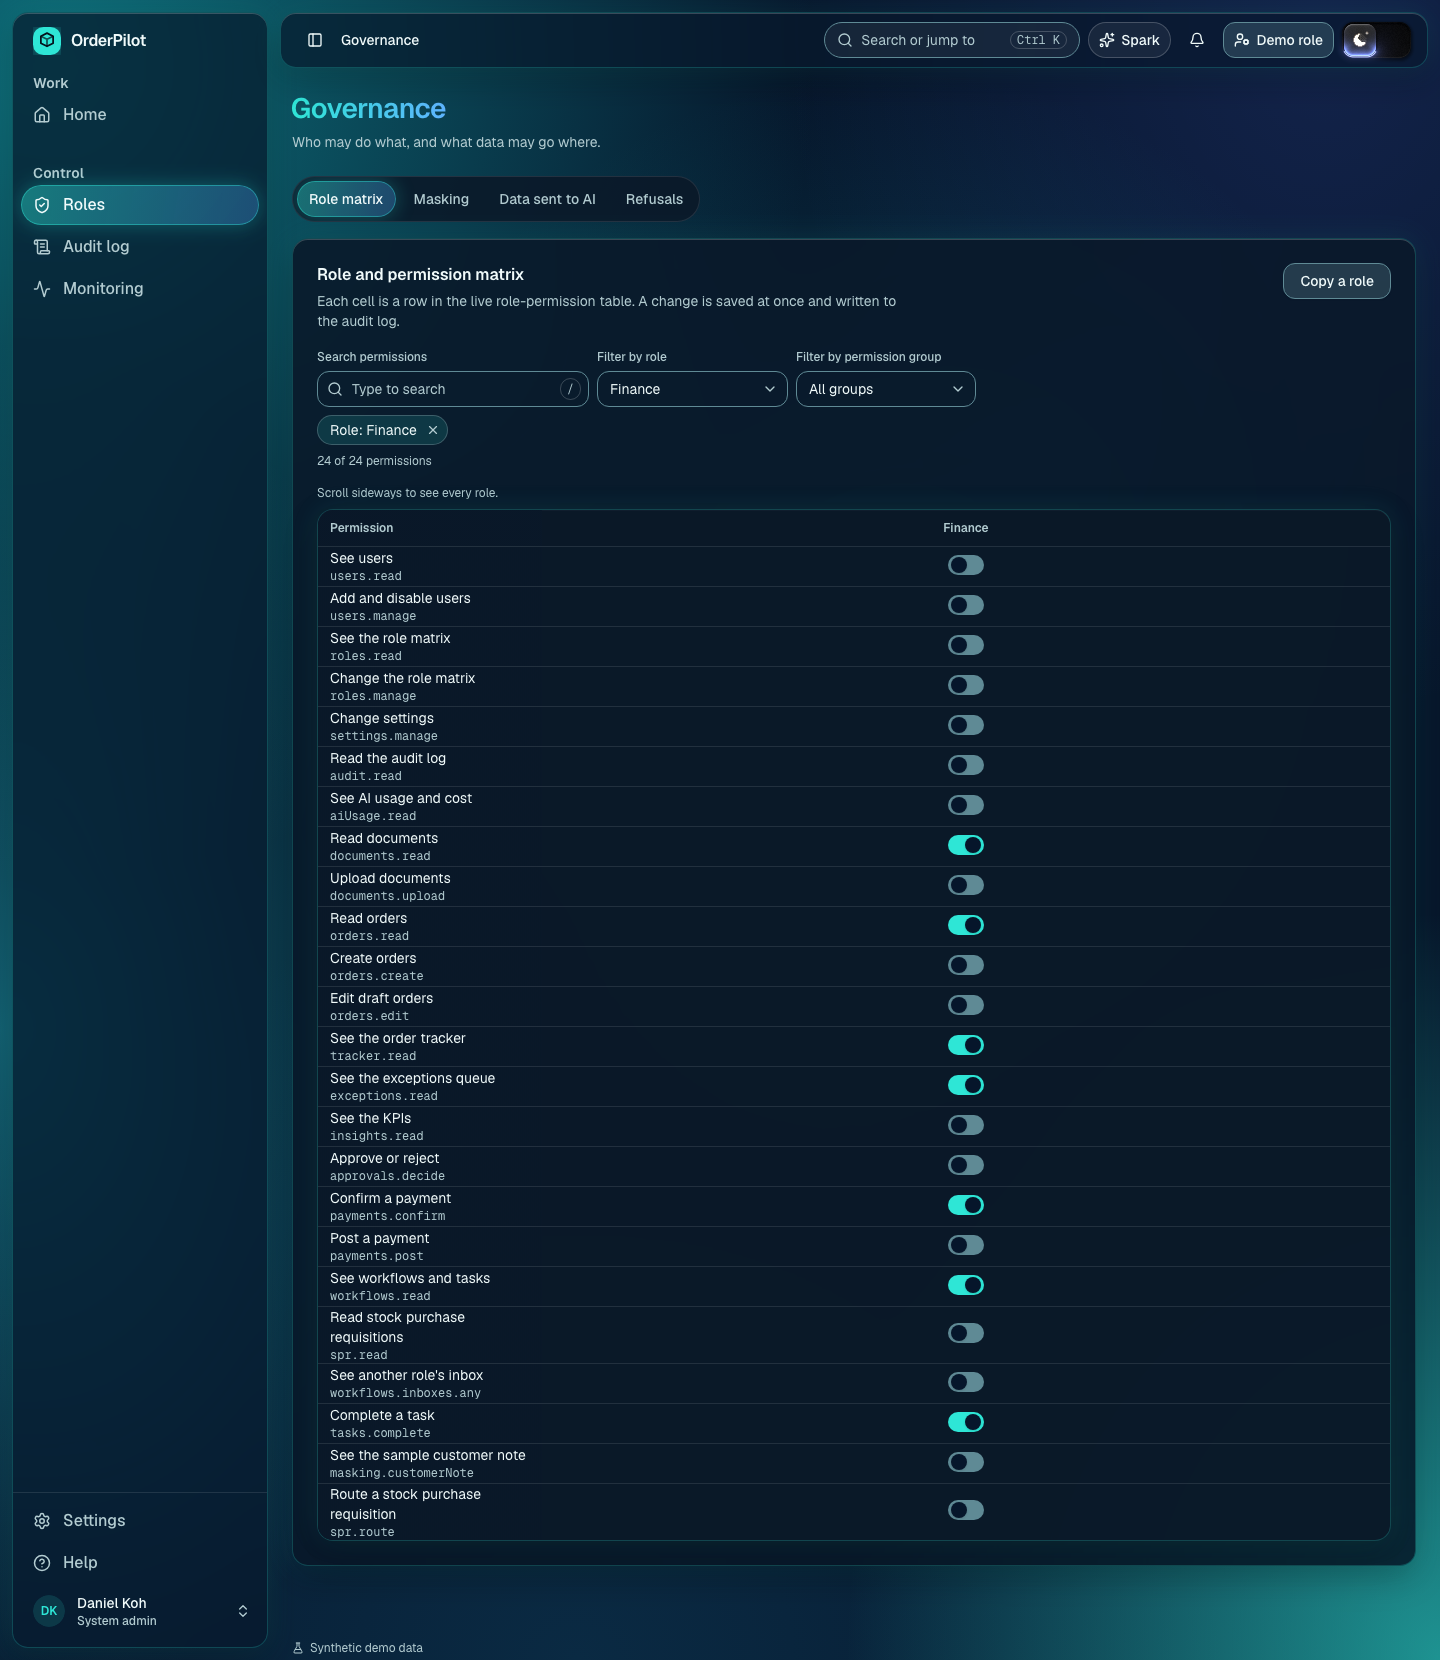 OrderPilot
Work
Home
Control
Roles
Audit log
Monitoring
Settings
Help
DK
Daniel Koh
System admin
Governance
Search or jump to
Ctrl K
Spark
Demo role
Governance
Who may do what, and what data may go where.
Role matrix
Masking
Data sent to AI
Refusals
Role and permission matrix
Each cell is a row in the live role-permission table. A change is saved at once and written to
the audit log.
Copy a role
Search permissions
Type to search
/
Filter by role
Finance
Filter by permission group
All groups
Role: Finance
24 of 24 permissions
Scroll sideways to see every role.
Permission
Finance
See users
users.read
Add and disable users
users.manage
See the role matrix
roles.read
Change the role matrix
roles.manage
Change settings
settings.manage
Read the audit log
audit.read
See AI usage and cost
aiUsage.read
Read documents
documents.read
Upload documents
documents.upload
Read orders
orders.read
Create orders
orders.create
Edit draft orders
orders.edit
See the order tracker
tracker.read
See the exceptions queue
exceptions.read
See the KPIs
insights.read
Approve or reject
approvals.decide
Confirm a payment
payments.confirm
Post a payment
payments.post
See workflows and tasks
workflows.read
Read stock purchase
requisitions
spr.read
See another role's inbox
workflows.inboxes.any
Complete a task
tasks.complete
See the sample customer note
masking.customerNote
Route a stock purchase
requisition
spr.route
Synthetic demo data